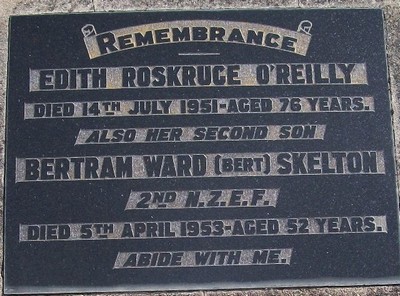 REMEMBRANCE
EDITH ROSKRUGE O'REILLY
DIED 14TH JULY 1951-AGED 76 YEARS.
ALSO HER SECOND SON
BERTRAM WARD (BERT) SKELTON
2ND N.Z.E.F.
DIED 5TH APRIL 1953-AGED 52 YEARS.
ABIDE WITH ME.